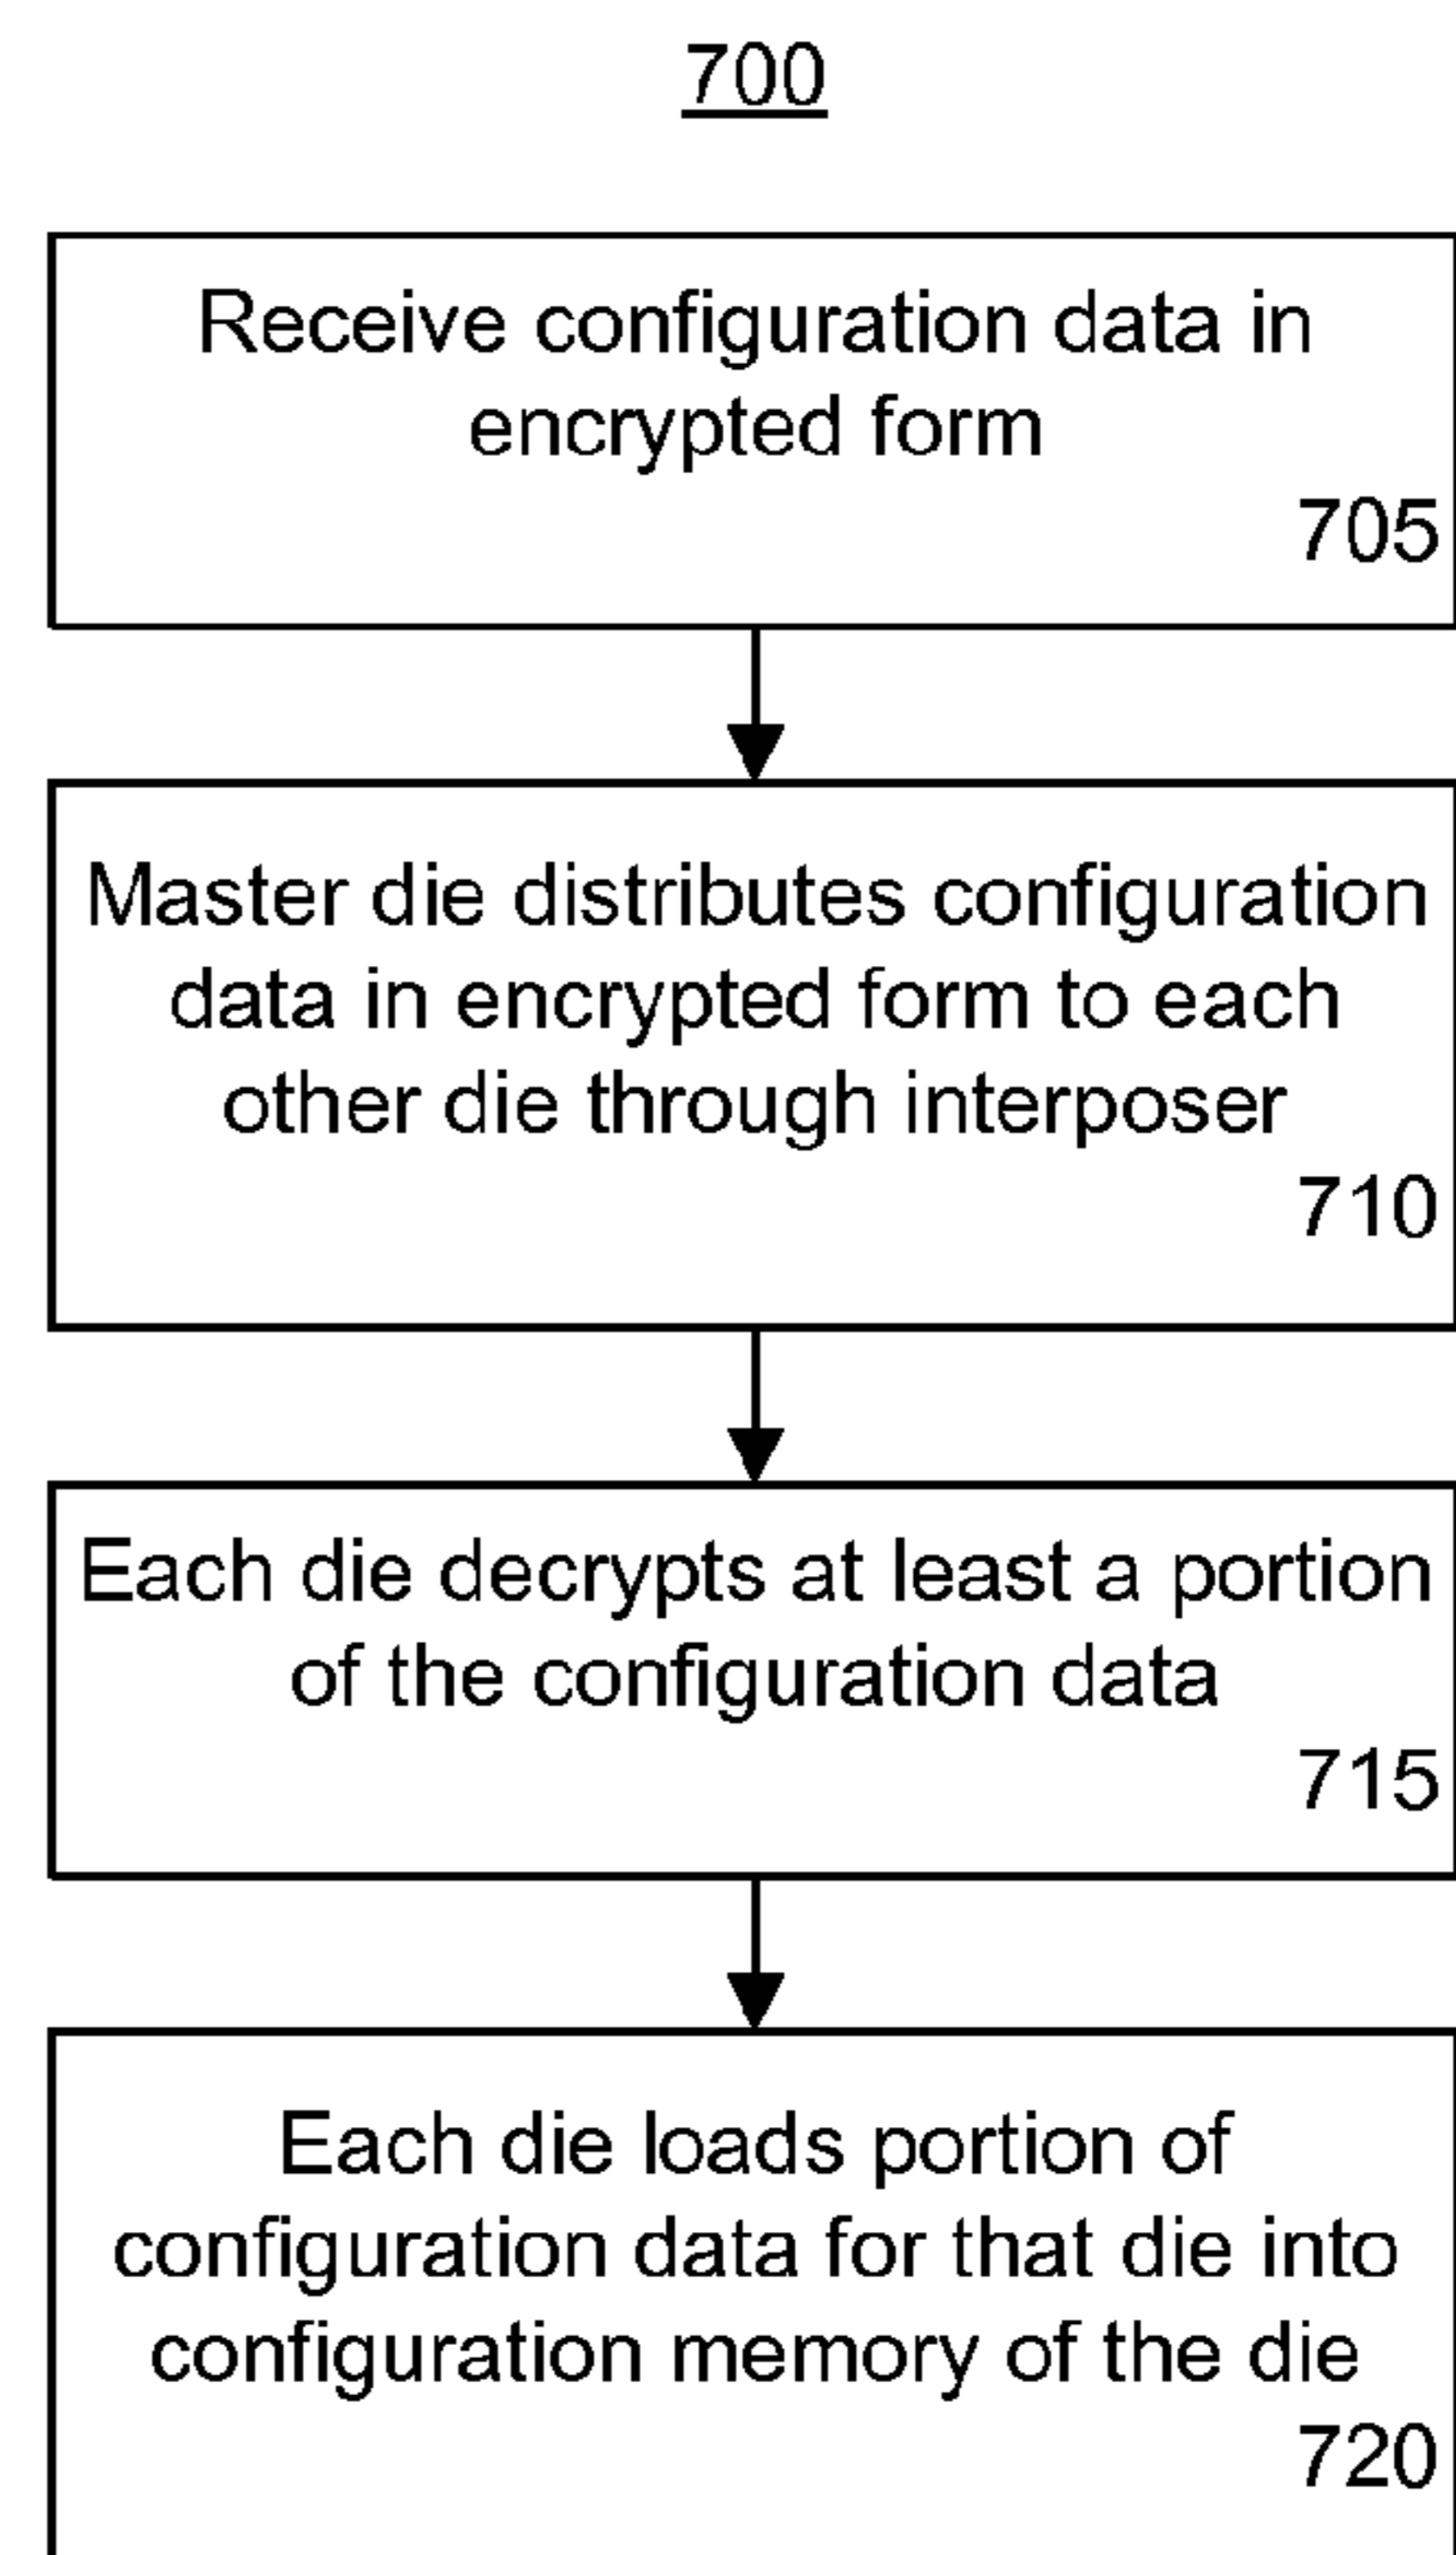 700
Receive configuration data in
encrypted form
705
Master die distributes configuration
data in encrypted form to each
other die through interposer
710
Each die decrypts at least a portion
of the configuration data
715
Each die loads portion of
configuration data for that die into
configuration memory of the die
720